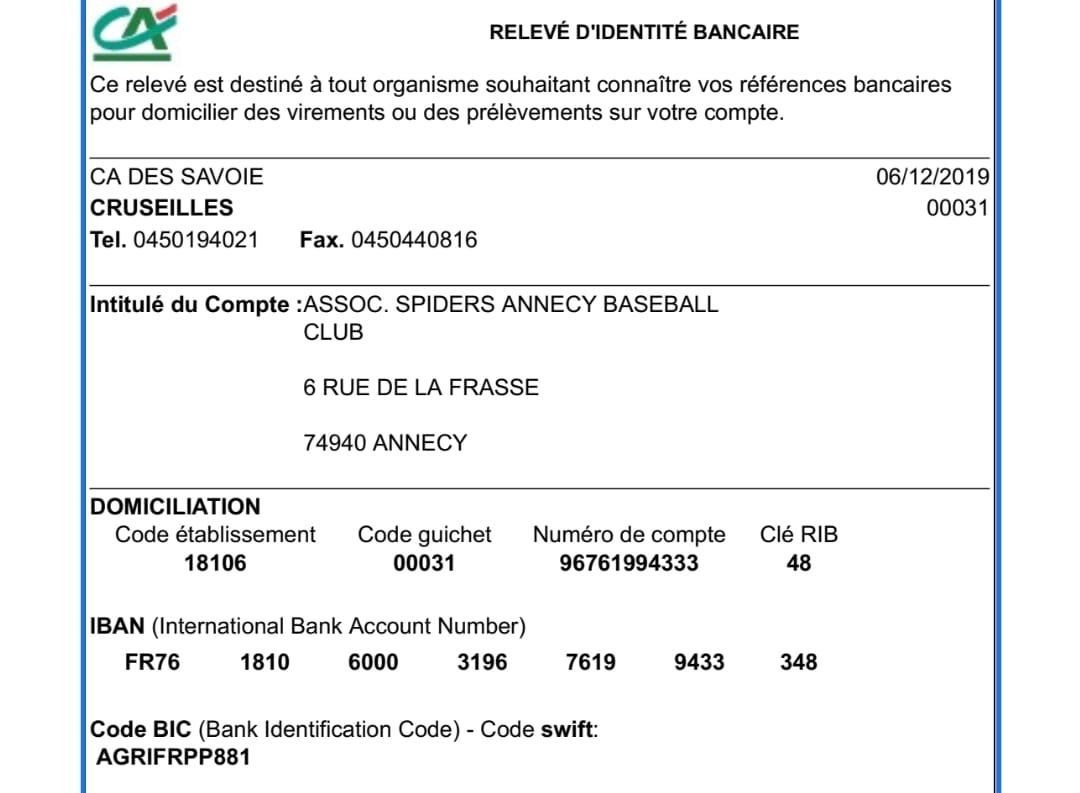 CA
RELEVÉ D'IDENTITÉ BANCAIRE
Ce relevé est destiné à tout organisme souhaitant connaître vos références bancaires
pour domicilier des virements ou des prélèvements sur votre compte.
CA DES SAVOIE 06/12/2019
CRUSEILLES 00031
Tel. 0450194021 Fax. 0450440816
Intitulé du Compte :ASSOC. SPIDERS ANNECY BASEBALL
CLUB
6 RUE DE LA FRASSE
74940 ANNECY
DOMICILIATION
Code établissement Code guichet Numéro de compte Clé RIB
18106 00031 96761994333 48
IBAN (International Bank Account Number)
FR76 1810 6000 3196 7619 9433 348
Code BIC (Bank Identification Code) - Code swift:
AGRIFRPP881